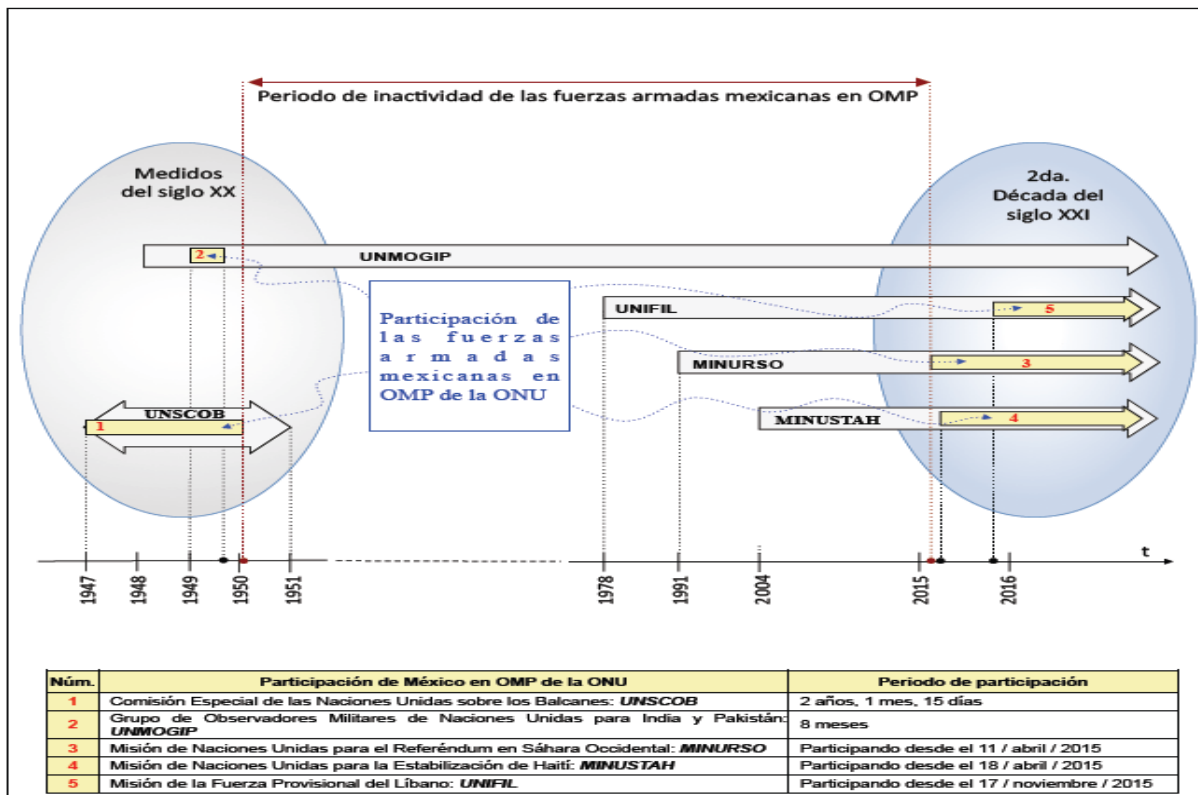 Periodo de inactividad de las fuerzas armadas mexicanas en OMP
Medidos
del siglo XX
2da.
Década del
siglo XXI
2
UNMOGIP
UNIFIL
5
Participación de
las fuerzas
armadas
mexicanas en
OMP de la ONU
MINURSO
3
UNSCOB
1
MINUSTAH
4
t
1947
1948
1949
1950
1951
1978
1991
2004
2015
2016
Núm. Participación de México en OMP de la ONU Periodo de participación
1 Comisión Especial de las Naciones Unidas sobre los Balcanes: UNSCOB 2 años, 1 mes, 15 días
2 Grupo de Observadores Militares de Naciones Unidas para India y Pakistán: UNMOGIP 8 meses
3 Misión de Naciones Unidas para el Referéndum en Sáhara Occidental: MINURSO Participando desde el 11 / abril / 2015
4 Misión de Naciones Unidas para la Estabilización de Haití: MINUSTAH Participando desde el 18 / abril / 2015
5 Misión de la Fuerza Provisional del Líbano: UNIFIL Participando desde el 17 / noviembre / 2015